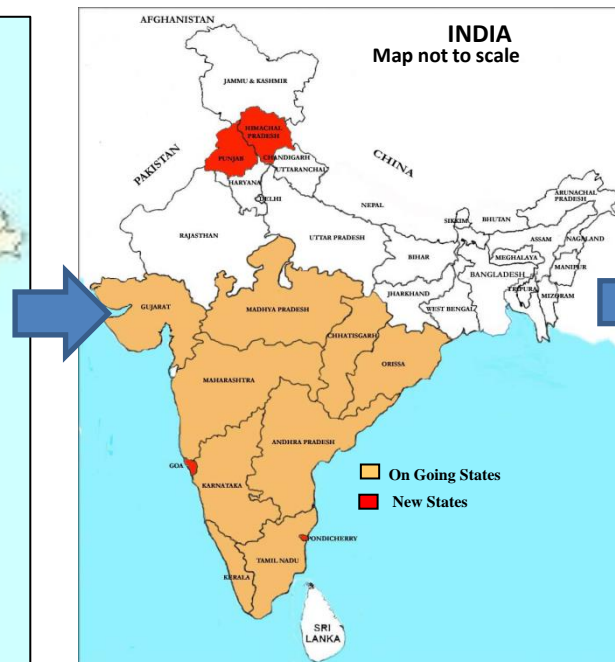 AFGHANISTAN
INDIA
Map not to scale
JAMMU & KASHMIR
HIMACHAL
PRADESH
PAKISTAN
PUNJAB
CHANDIGARH
UTTARANCHAL
CHINA
HARYANA
DELHI
NEPAL
ARUNACHAL
PRADESH
SIKKIM
BHUTAN
RAJASTHAN
UTTAR PRADESH
ASSAM
NAGALAND
BIHAR
MEGHALAYA
MANIPUR
BANGLADESH
TRIPURA
MIZORAM
JHARKHAND
WEST BENGAL
GUJARAT
MADHYA PRADESH
CHHATISGARH
ORISSA
MAHARASHTRA
ANDHRA PRADESH
GOA
On Going States
KARNATAKA
New States
PONDICHERRY
TAMIL NADU
KERALA
SRI
LANKA